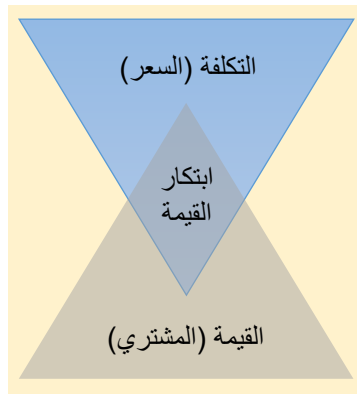 التكلفة (السعر)
ابتكار
القيمة
القيمة (المشتري)